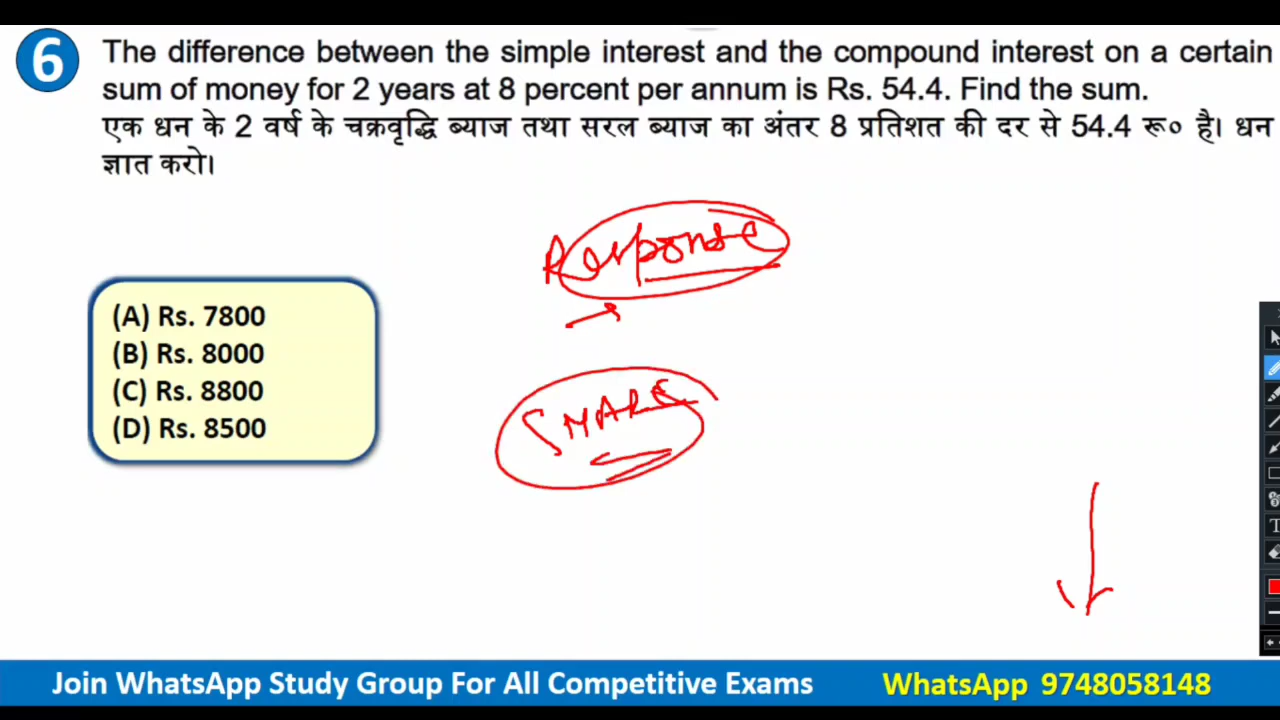 6
The difference between the simple interest and the compound interest on a certain
sum of money for 2 years at 8 percent per annum is Rs. 54.4. Find the sum.
एक धन के 2 वर्ष के चक्रवृद्धि ब्याज तथा सरल ब्याज का अंतर 8 प्रतिशत की दर से 54.4 रू० है। धन
ज्ञात करो।
Response
(A) Rs. 7800
(B) Rs. 8000
(C) Rs. 8800
(D) Rs. 8500
Join WhatsApp Study Group For All Competitive Exams WhatsApp 9748058148